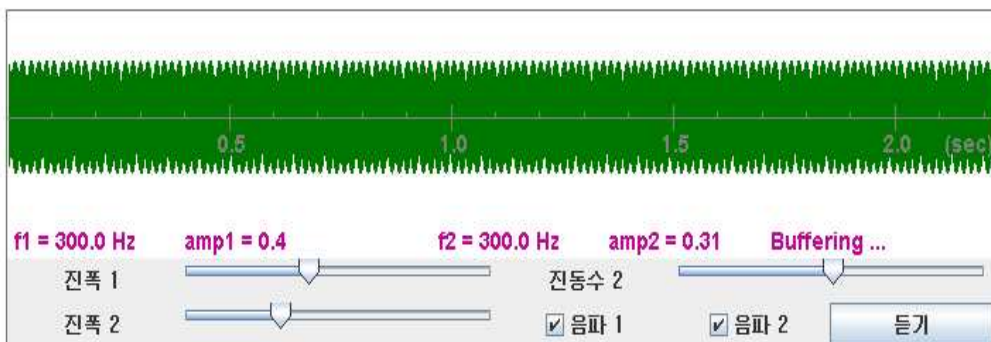 0.5 1.0 1.5 2.0 (sec)
f1 = 300.0 Hz amp1 = 0.4 f2 = 300.0 Hz amp2 = 0.31 Buffering ...
진폭 1 진동수 2
진폭 2 음파 1 음파 2 듣기